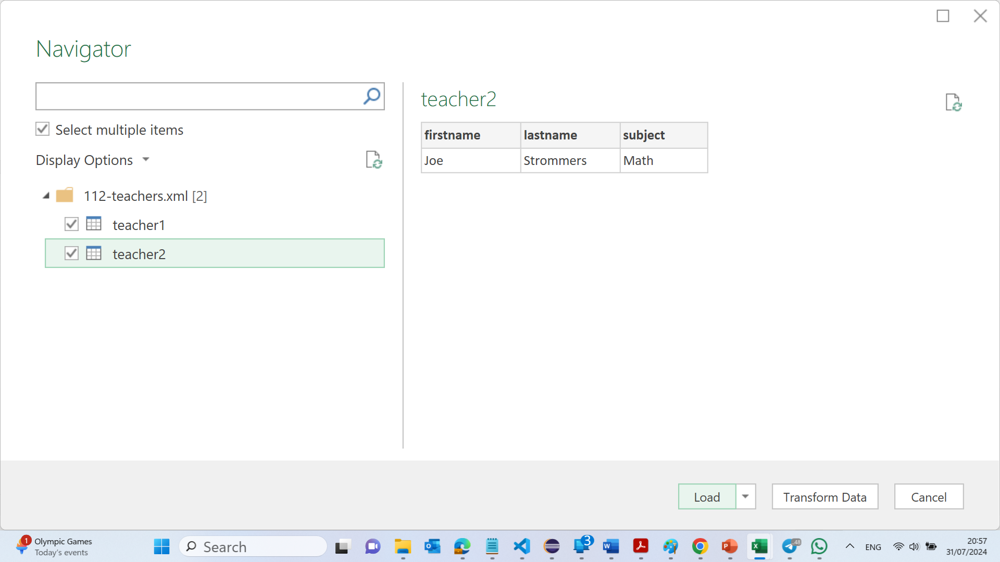 Navigator
Select multiple items
Display Options
112-teachers.xml [2]
teacher1
teacher2
teacher2
firstname lastname subject
Joe Strommers Math
Load
Transform Data
Cancel
1
Olympic Games
Today's events
Search
3
48
ENG
20:57
31/07/2024